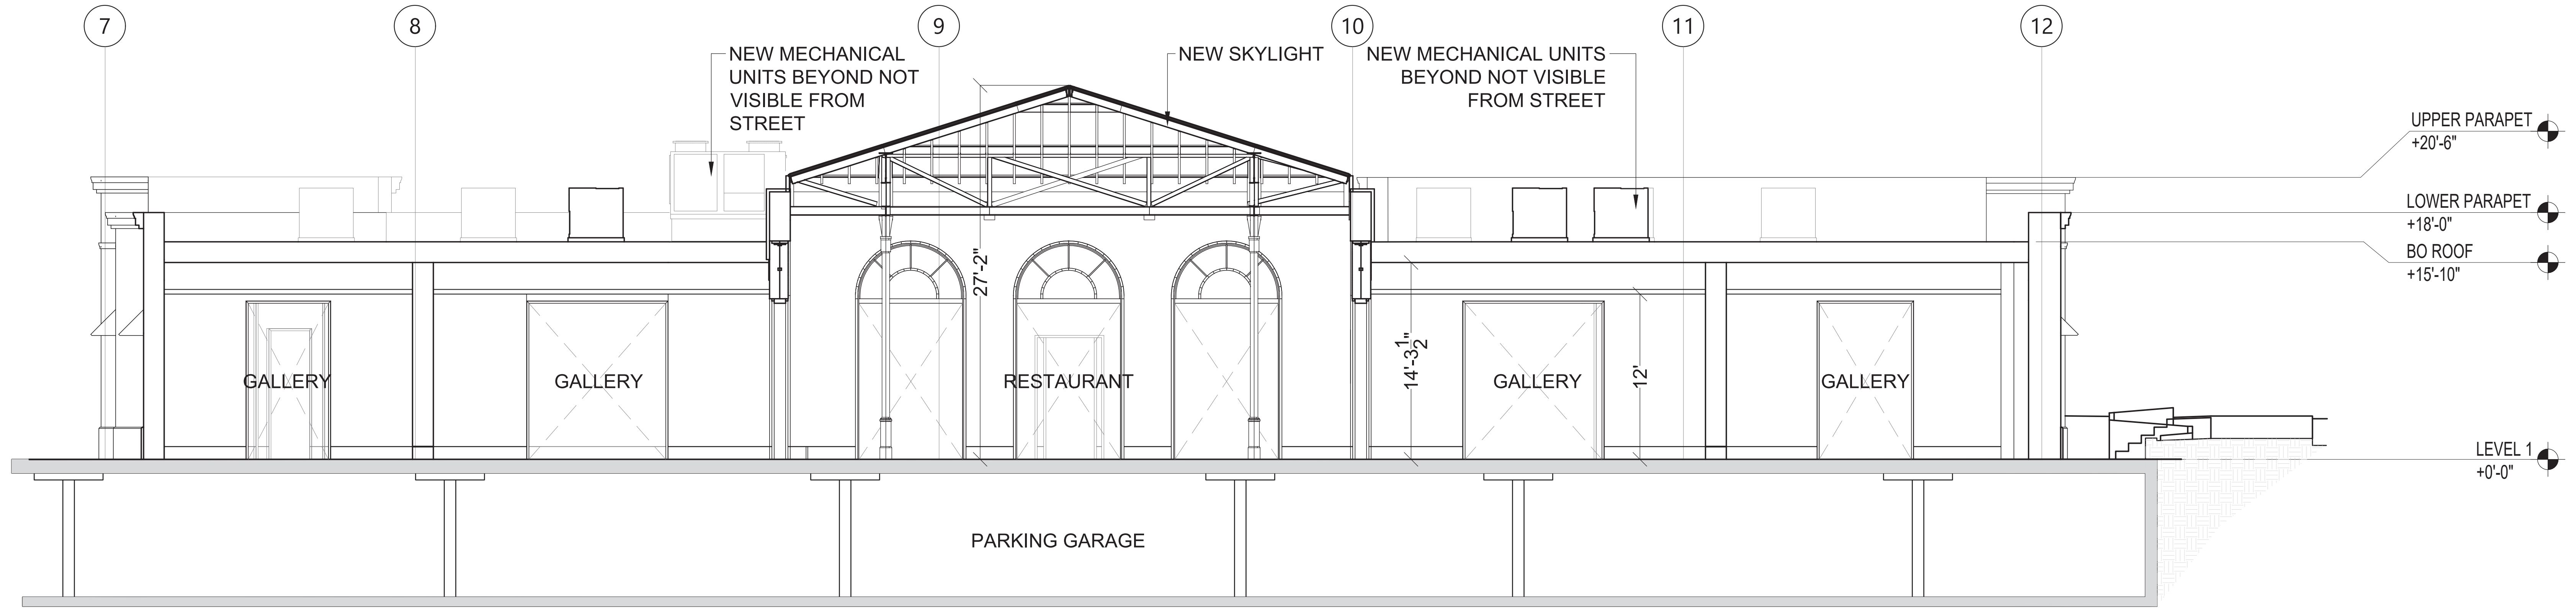 7
8
9
10
11
12
NEW MECHANICAL
UNITS BEYOND NOT
VISIBLE FROM
STREET
NEW SKYLIGHT
NEW MECHANICAL UNITS
BEYOND NOT VISIBLE
FROM STREET
UPPER PARAPET
+20'-6"
LOWER PARAPET
+18'-0"
BO ROOF
+15'-10"
27'-2"
14'-3 1/2"
12'
GALLERY
GALLERY
RESTAURANT
GALLERY
GALLERY
LEVEL 1
+0'-0"
PARKING GARAGE